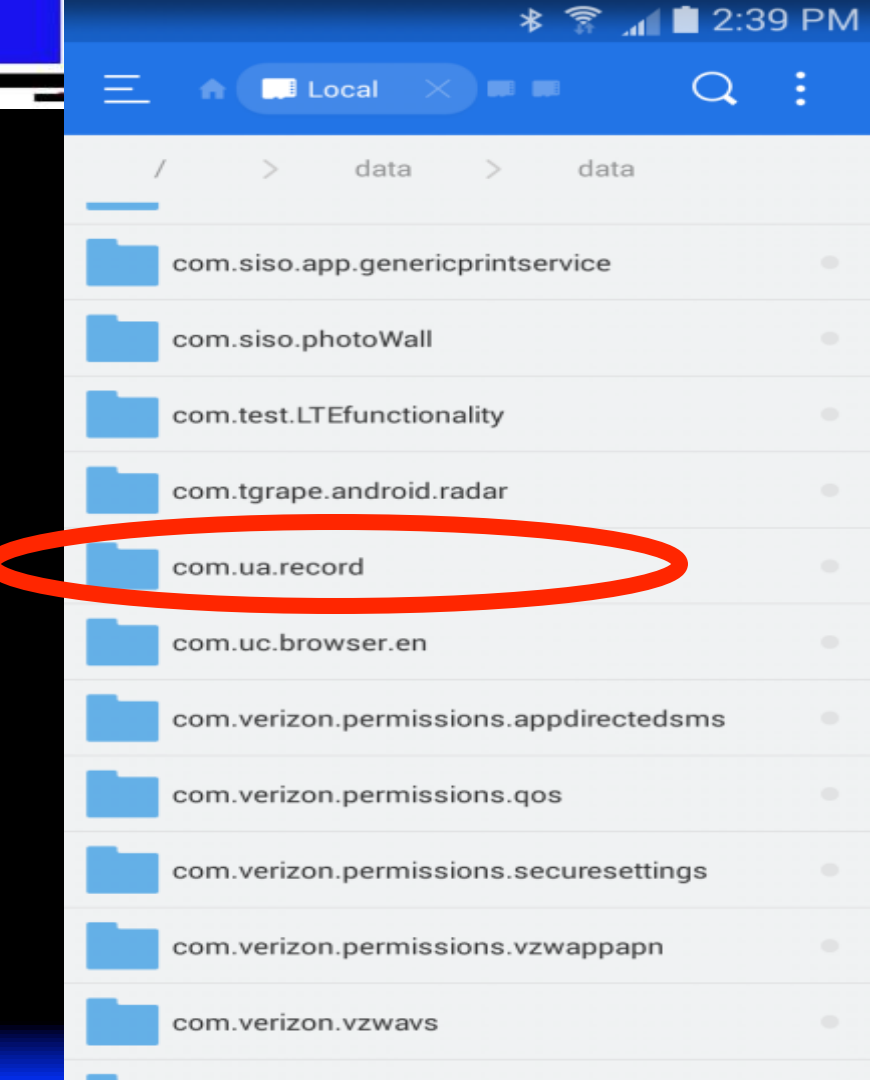 2:39 PM
Local
/ > data > data
com.siso.app.genericprintservice
com.siso.photoWall
com.test.LTEfunctionality
com.tgrape.android.radar
com.ua.record
com.uc.browser.en
com.verizon.permissions.appdirectedsms
com.verizon.permissions.qos
com.verizon.permissions.securesettings
com.verizon.permissions.vzwappapn
com.verizon.vzwavs